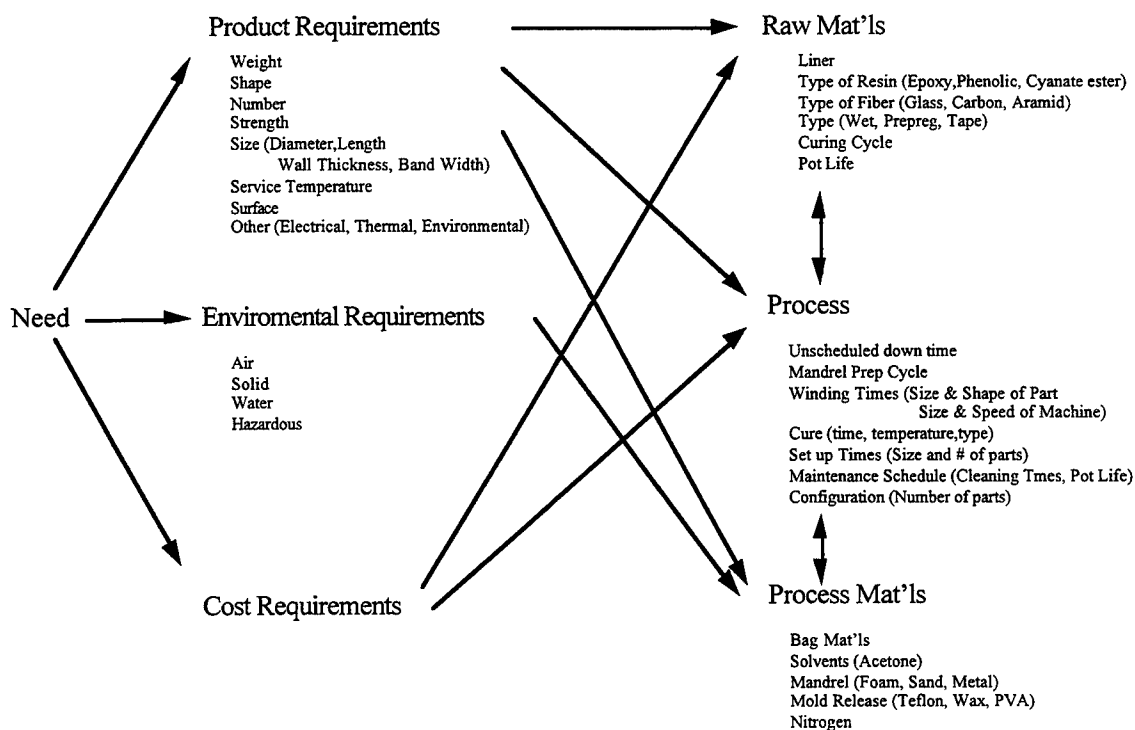 Product Requirements
Weight
Shape
Number
Strength
Size (Diameter,Length
Wall Thickness, Band Width)
Service Temperature
Surface
Other (Electrical, Thermal, Environmental)
Raw Mat'ls
Liner
Type of Resin (Epoxy,Phenolic, Cyanate ester)
Type of Fiber (Glass, Carbon, Aramid)
Type (Wet, Prepreg, Tape)
Curing Cycle
Pot Life
Need
Enviromental Requirements
Air
Solid
Water
Hazardous
Process
Unscheduled down time
Mandrel Prep Cycle
Winding Times (Size & Shape of Part
Size & Speed of Machine)
Cure (time, temperature,type)
Set up Times (Size and # of parts)
Maintenance Schedule (Cleaning Tmes, Pot Life)
Configuration (Number of parts)
Cost Requirements
Process Mat'ls
Bag Mat'ls
Solvents (Acetone)
Mandrel (Foam, Sand, Metal)
Mold Release (Teflon, Wax, PVA)
Nitrogen